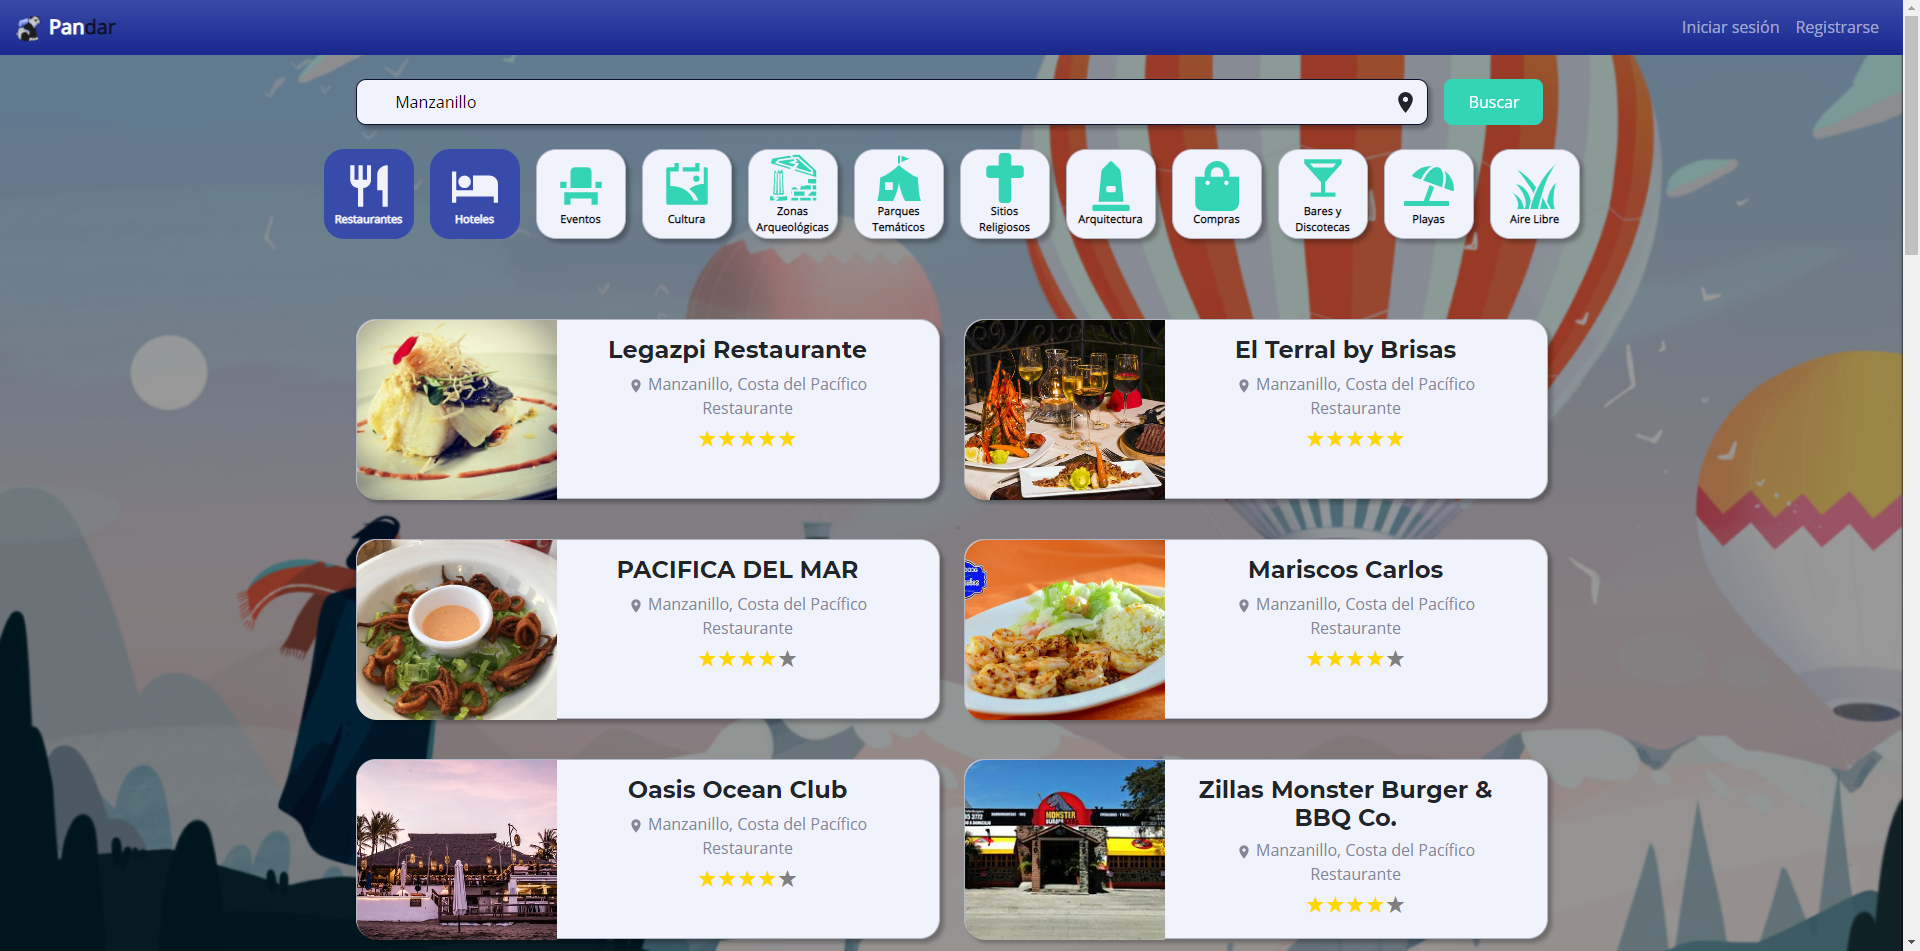 Pandar
Iniciar sesión
Registrarse
Manzanillo
Buscar
Restaurantes
Hoteles
Eventos
Cultura
Zonas
Arqueológicas
Parques
Temáticos
Sitios
Religiosos
Arquitectura
Compras
Bares y
Discotecas
Playas
Aire Libre
Legazpi Restaurante
Manzanillo, Costa del Pacífico
Restaurante
El Terral by Brisas
Manzanillo, Costa del Pacífico
Restaurante
PACIFICA DEL MAR
Manzanillo, Costa del Pacífico
Restaurante
Mariscos Carlos
Manzanillo, Costa del Pacífico
Restaurante
Oasis Ocean Club
Manzanillo, Costa del Pacífico
Restaurante
Zillas Monster Burger &
BBQ Co.
Manzanillo, Costa del Pacífico
Restaurante
MONSTER